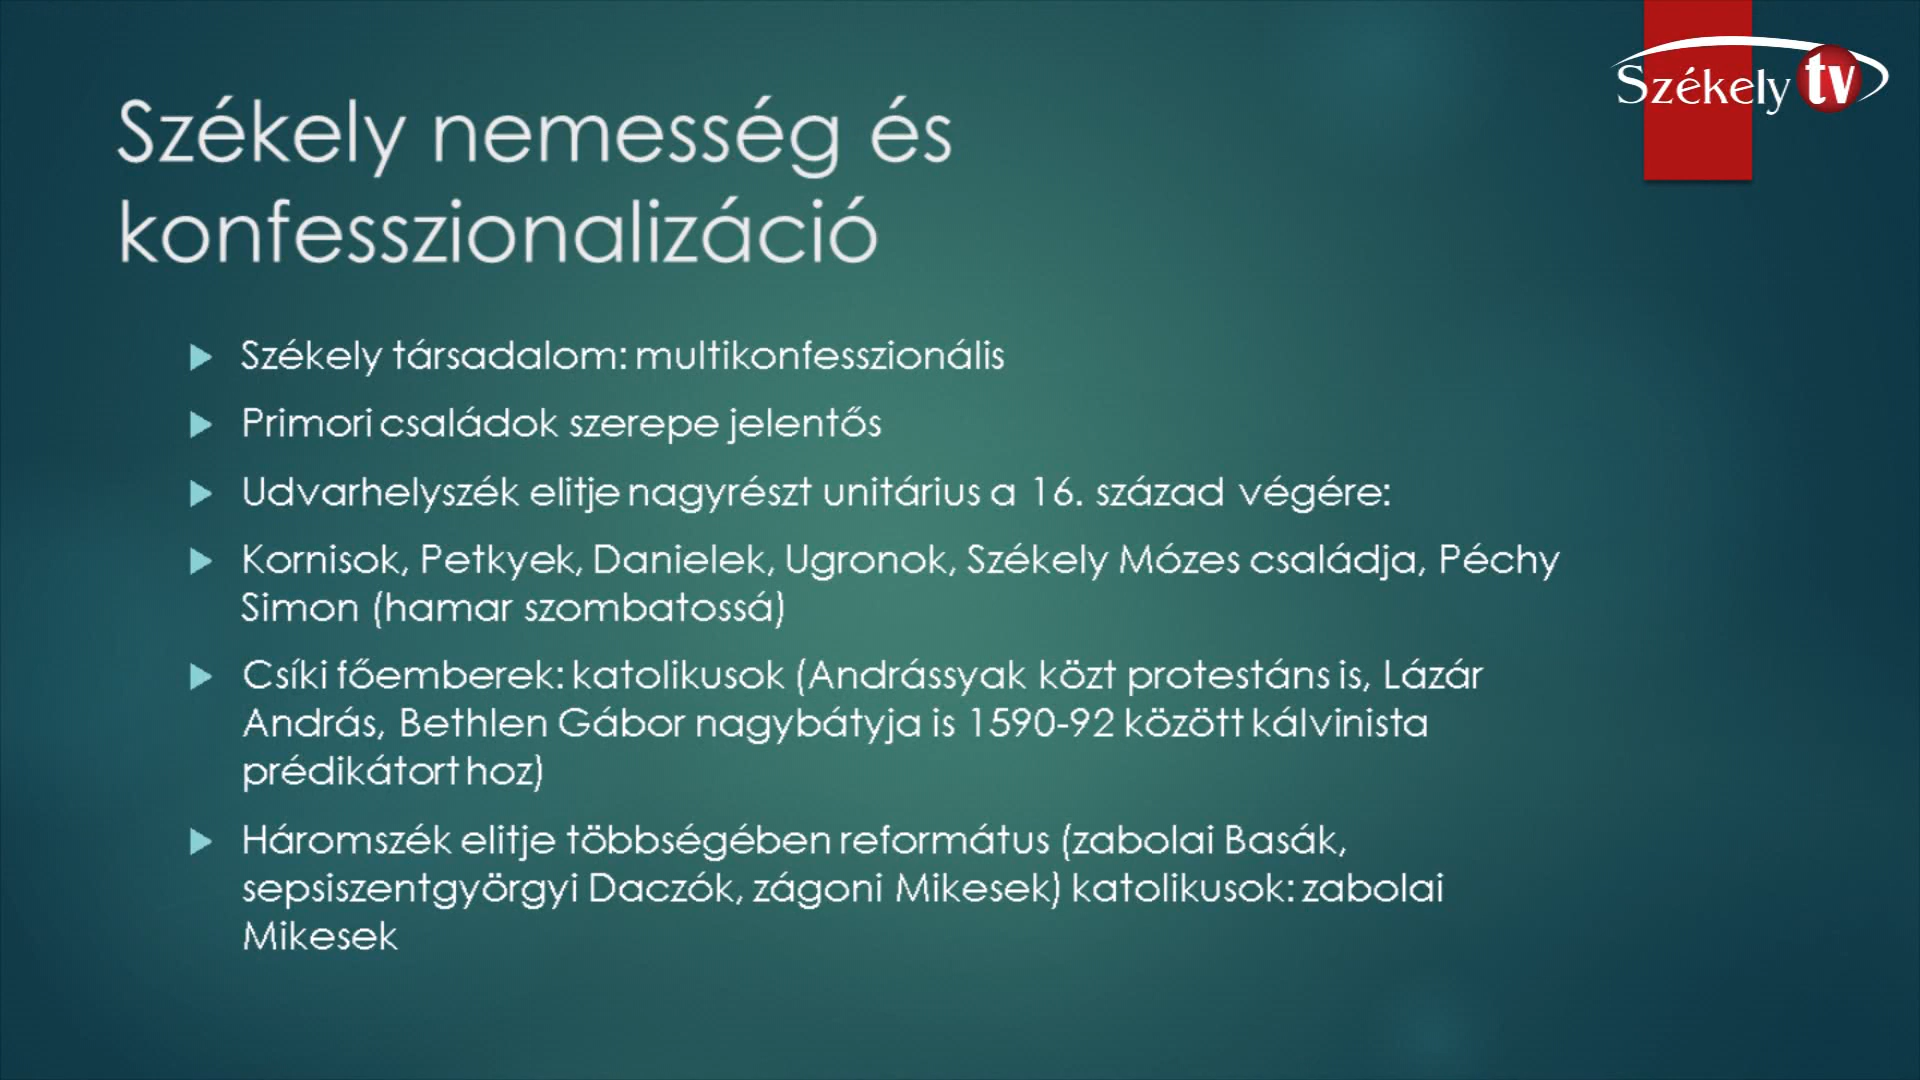 Székely tv
Székely nemesség és
konfesszionalizáció
Székely társadalom: multikonfesszionális
Primori családok szerepe jelentős
Udvarhelyszék elitje nagyrészt unitárius a 16. század végére:
Kornisok, Petkyek, Danielek, Ugronok, Székely Mózes családja, Péchy
Simon (hamar szombatossá)
Csíki főemberek: katolikusok (Andrássyak közt protestáns is, Lázár
András, Bethlen Gábor nagybátyja is 1590-92 között kálvinista
prédikátort hoz)
Háromszék elitje többségében református (zabolai Basák,
sepsiszentgyörgyi Daczók, zágoni Mikesek) katolikusok: zabolai
Mikesek